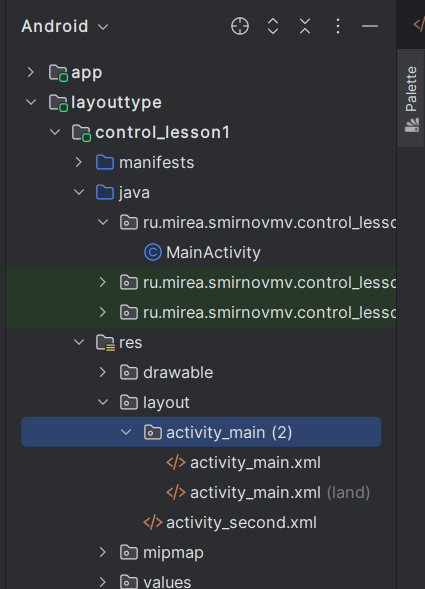 Android
app
layouttype
control_lesson1
manifests
java
ru.mirea.smirnovmv.control_lesso
MainActivity
ru.mirea.smirnovmv.control_lesso
ru.mirea.smirnovmv.control_lesso
res
drawable
layout
activity_main (2)
activity_main.xml
activity_main.xml (land)
activity_second.xml
mipmap
values
Palette